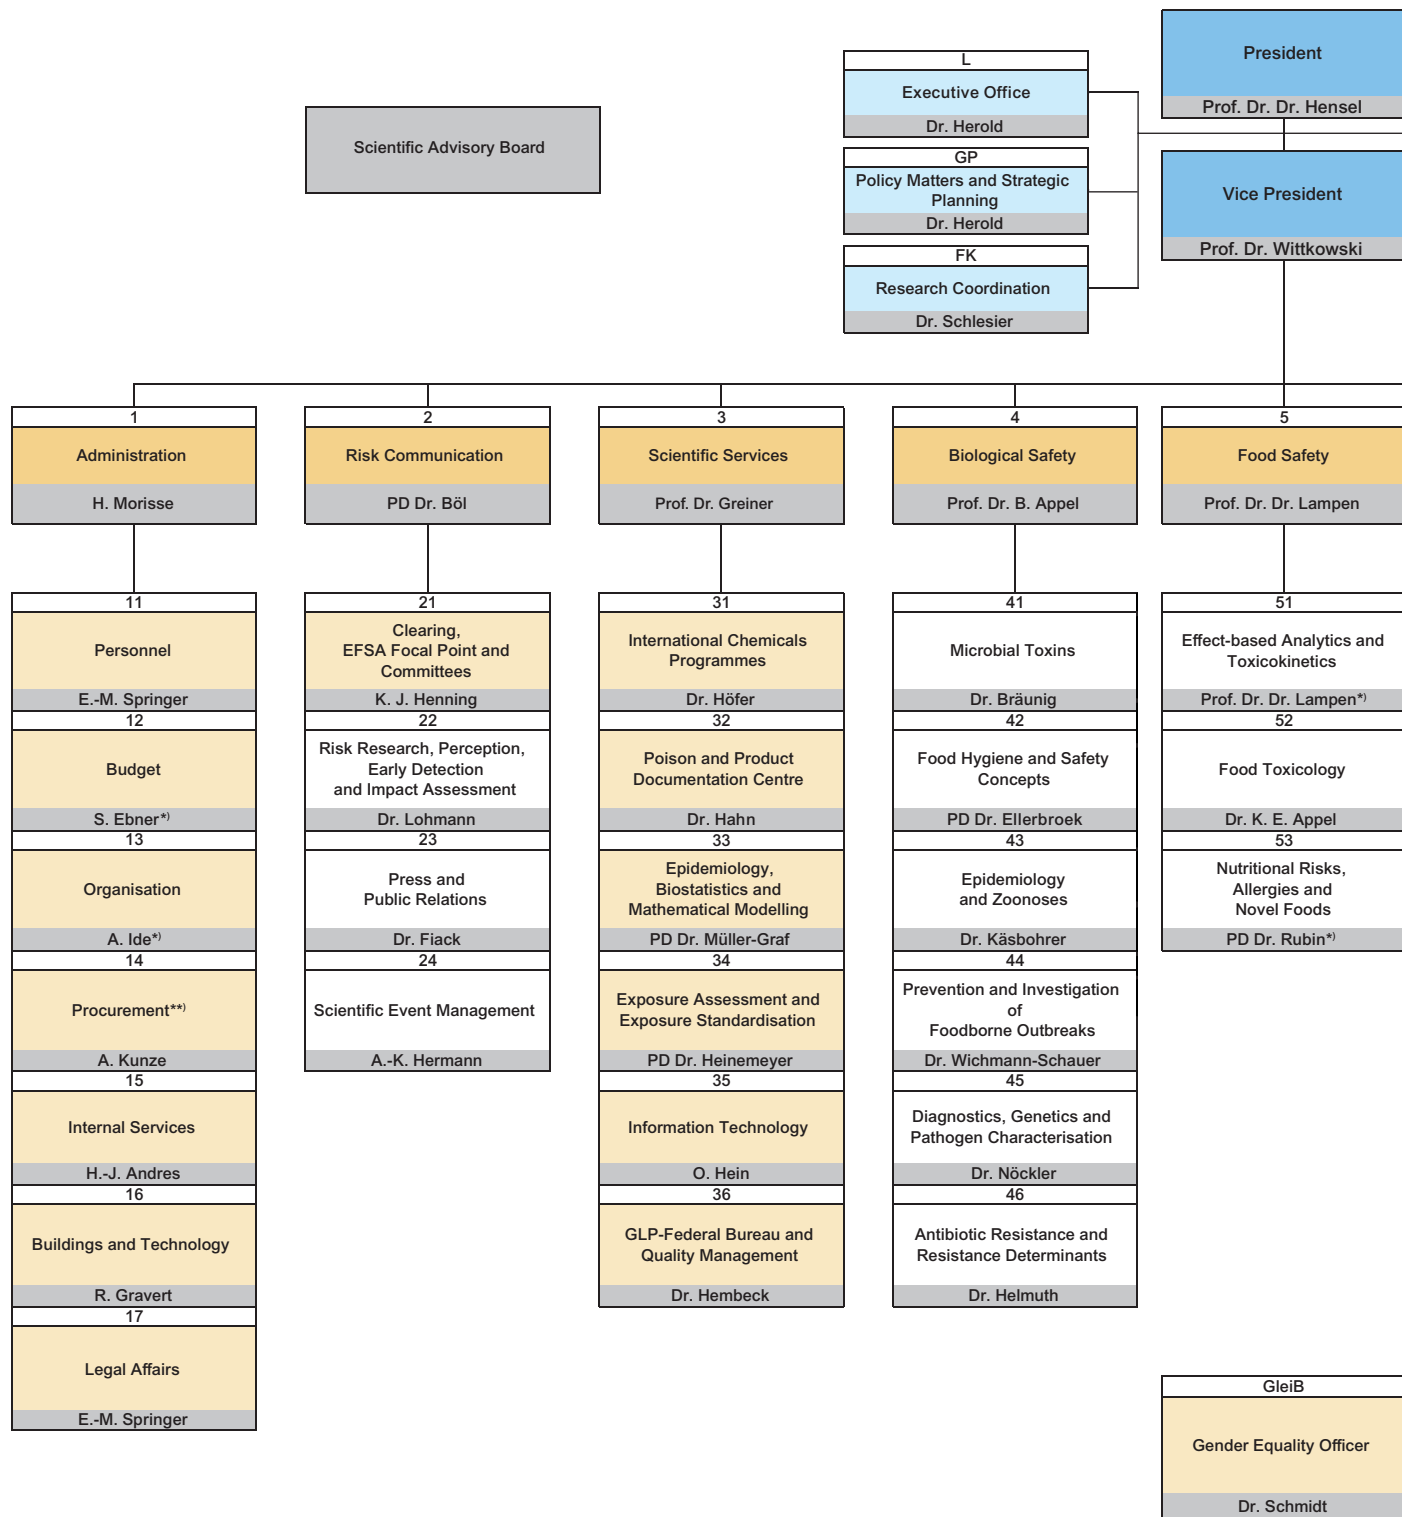 President
Prof. Dr. Dr. Hensel
L
Executive Office
Dr. Herold
GP
Policy Matters and Strategic
Planning
Dr. Herold
FK
Research Coordination
Dr. Schlesier
Scientific Advisory Board
Vice President
Prof. Dr. Wittkowski
1
Administration
H. Morisse
2
Risk Communication
PD Dr. Böl
3
Scientific Services
Prof. Dr. Greiner
4
Biological Safety
Prof. Dr. B. Appel
5
Food Safety
Prof. Dr. Dr. Lampen
11
Personnel
E.-M. Springer
12
Budget
S. Ebner*)
13
Organisation
A. Ide*)
14
Procurement**)
A. Kunze
15
Internal Services
H.-J. Andres
16
Buildings and Technology
R. Gravert
17
Legal Affairs
E.-M. Springer
21
Clearing,
EFSA Focal Point and
Committees
K. J. Henning
22
Risk Research, Perception,
Early Detection
and Impact Assessment
Dr. Lohmann
23
Press and
Public Relations
Dr. Fiack
24
Scientific Event Management
A.-K. Hermann
31
International Chemicals
Programmes
Dr. Höfer
32
Poison and Product
Documentation Centre
Dr. Hahn
33
Epidemiology,
Biostatistics and
Mathematical Modelling
PD Dr. Müller-Graf
34
Exposure Assessment and
Exposure Standardisation
PD Dr. Heinemeyer
35
Information Technology
O. Hein
36
GLP-Federal Bureau and
Quality Management
Dr. Hembeck
41
Microbial Toxins
Dr. Bräunig
42
Food Hygiene and Safety
Concepts
PD Dr. Ellerbroek
43
Epidemiology
and Zoonoses
Dr. Käsbohrer
44
Prevention and Investigation
of
Foodborne Outbreaks
Dr. Wichmann-Schauer
45
Diagnostics, Genetics and
Pathogen Characterisation
Dr. Nöckler
46
Antibiotic Resistance and
Resistance Determinants
Dr. Helmuth
51
Effect-based Analytics and
Toxicokinetics
Prof. Dr. Dr. Lampen*)
52
Food Toxicology
Dr. K. E. Appel
53
Nutritional Risks,
Allergies and
Novel Foods
PD Dr. Rubin*)
GleiB
Gender Equality Officer
Dr. Schmidt